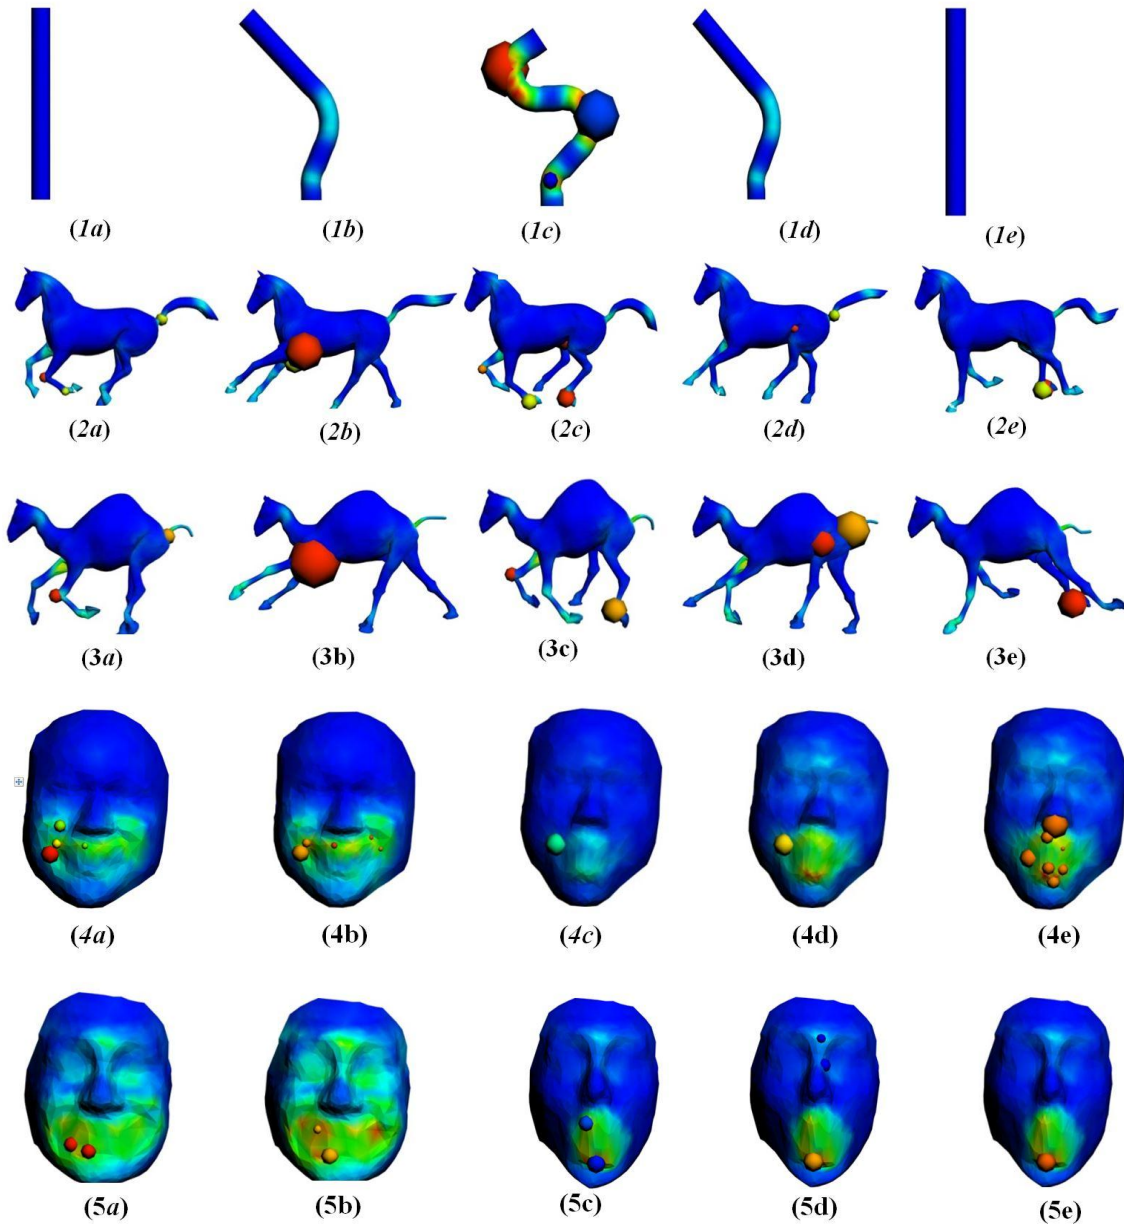 (1a) (1b) (1c) (1d) (1e)
(2a) (2b) (2c) (2d) (2e)
(3a) (3b) (3c) (3d) (3e)
(4a) (4b) (4c) (4d) (4e)
(5a) (5b) (5c) (5d) (5e)